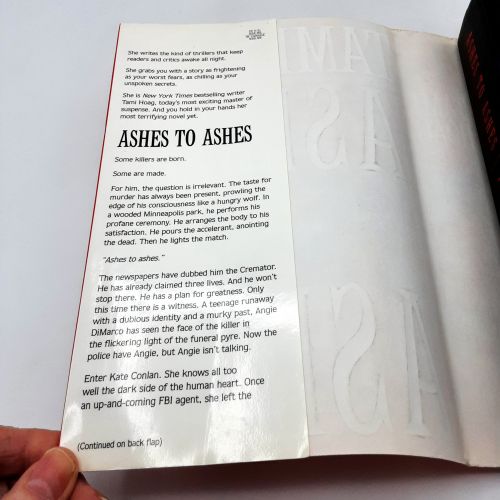 She writes the kind of thrillers that keep
readers and critics awake all night.
She grabs you with a story as frightening
as your worst fears, as chilling as your
unspoken secrets.
She is New York Times bestselling writer
Tami Hoag, today's most exciting master of
suspense. And you hold in your hands her
most terrifying novel yet.
ASHES TO ASHES
Some killers are born.
Some are made.
For him, the question is irrelevant. The taste for
murder has always been present, prowling the
edge of his consciousness like a hungry wolf. In
a wooded Minneapolis park, he performs his
profane ceremony. He arranges the body to his
satisfaction. He pours the accelerant, anointing
the dead. Then he lights the match.
"Ashes to ashes."
The newspapers have dubbed him the Cremator.
He has already claimed three lives. And he won't
stop there. He has a plan for greatness. Only
this time there is a witness. A teenage runaway
with a dubious identity and a murky past, Angie
DiMarco has seen the face of the killer in
the flickering light of the funeral pyre. Now the
police have Angie, but Angie isn't talking.
Enter Kate Conlan. She knows all too
well the dark side of the human heart. Once
an up-and-coming FBI agent, she left the
(Continued on back flap)
ASHES TO ASHES